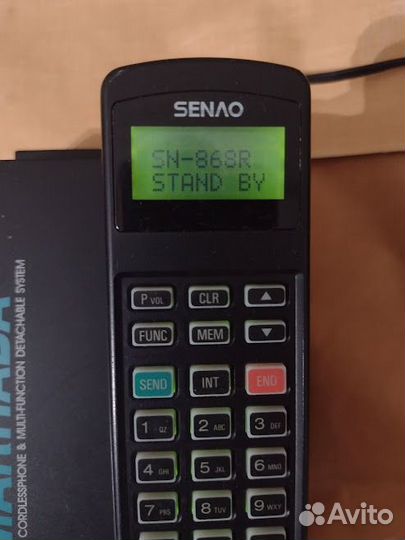 SENAO
SN-868R
STAND BY
P VOL CLR ▲
FUNC MEM ▼
SEND INT END
1 QZ 2 ABC 3 DEF
4 GHI 5 JKL 6 MNO
7 PRS 8 TUV 9 WXY
CORDLESSPHONE & MULTI-FUNCTION DETACHABLE SYSTEM
Avito